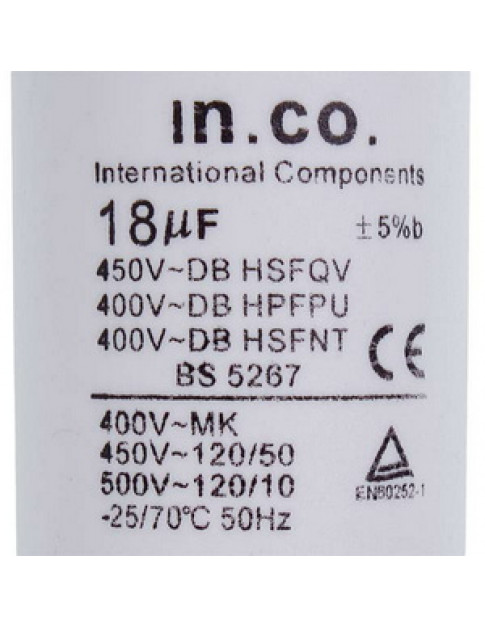 in.co.
International Components
18µF ±5%b
450V~DB HSFQV
400V~DB HPFPU
400V~DB HSFNT
CE
BS 5267
400V~MK
450V~120/50
500V~120/10
EN60252-1
-25/70°C 50Hz